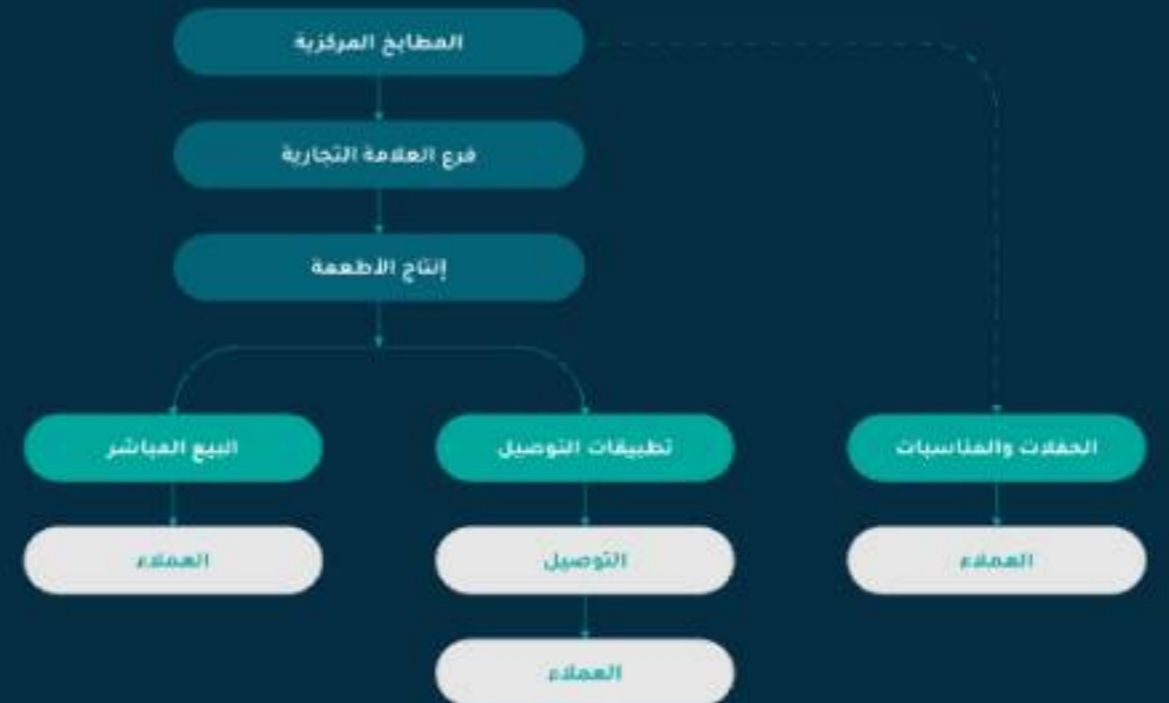 المطابخ المركزية
فرع العلامة التجارية
إنتاج الأطعمة
الحفلات والمناسبات
تطبيقات التوصيل
البيع المباشر
العملاء
التوصيل
العملاء
العملاء